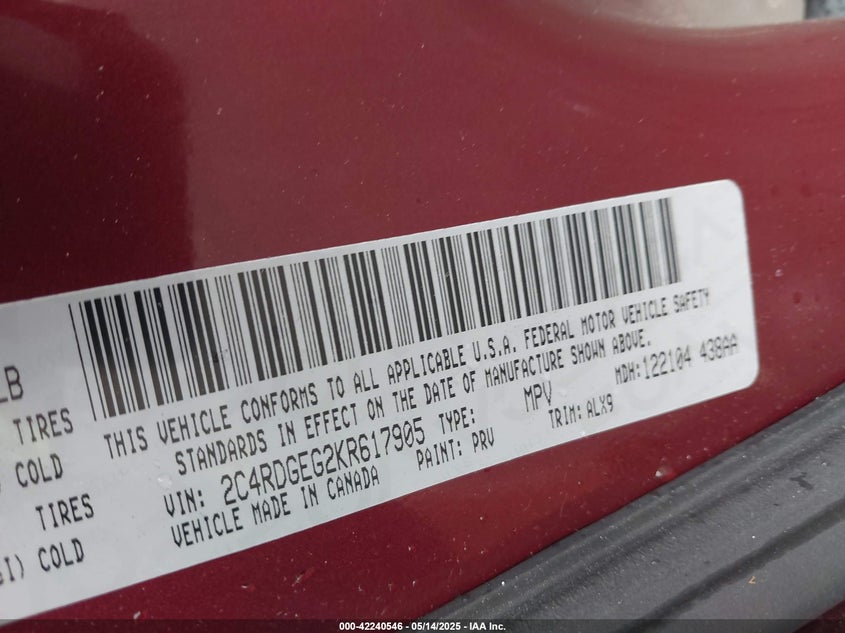 LB
TIRES
COLD
TIRES
SI) COLD
THIS VEHICLE CONFORMS TO ALL APPLICABLE U.S.A. FEDERAL MOTOR VEHICLE SAFETY
STANDARDS IN EFFECT ON THE DATE OF MANUFACTURE SHOWN ABOVE.
VIN: 2C4RDGEG2KR617905 TYPE: MPV MDH: 122104 438AA
VEHICLE MADE IN CANADA PAINT: PRV TRIM: ALX9
000-42240546 - 05/14/2025 - IAA Inc.